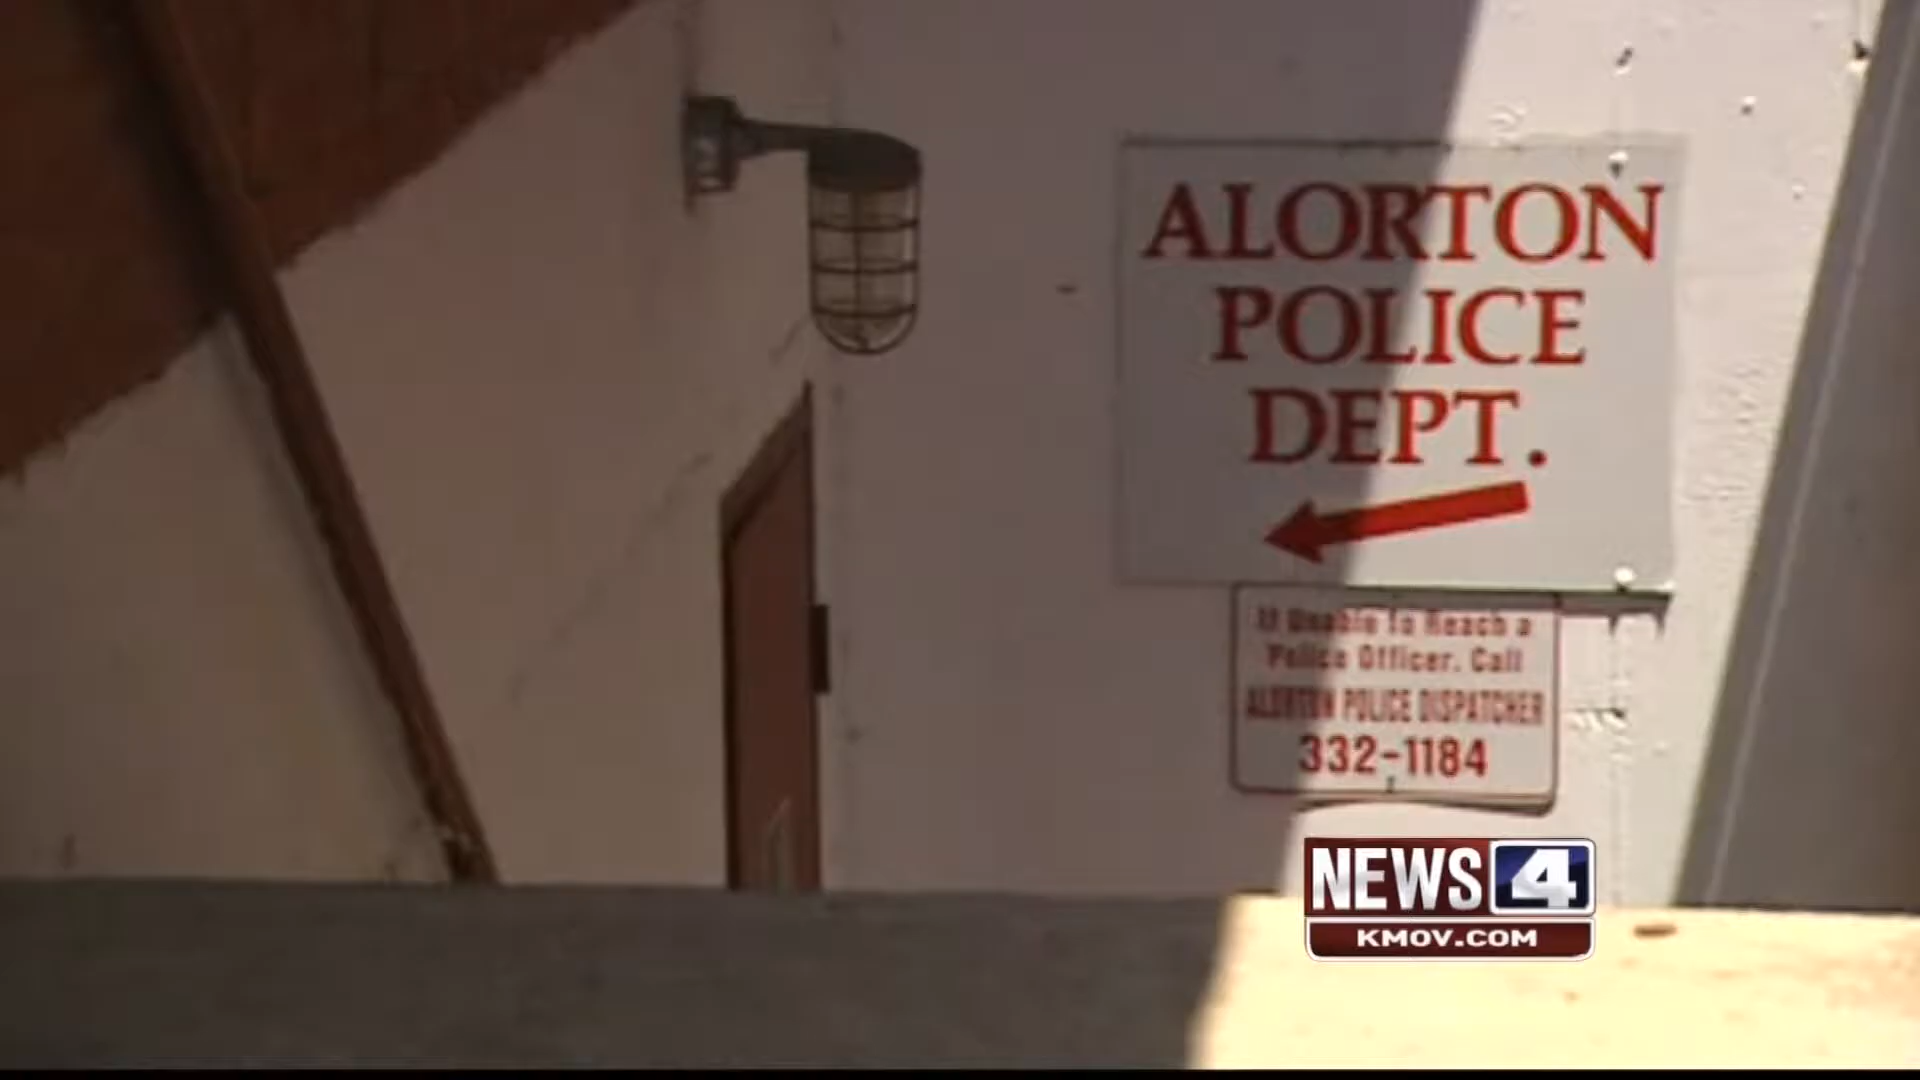 ALORTON
POLICE
DEPT.
If Unable To Reach a
Police Officer. Call
ALORTON POLICE DISPATCHER
332-1184
NEWS 4
KMOV.COM